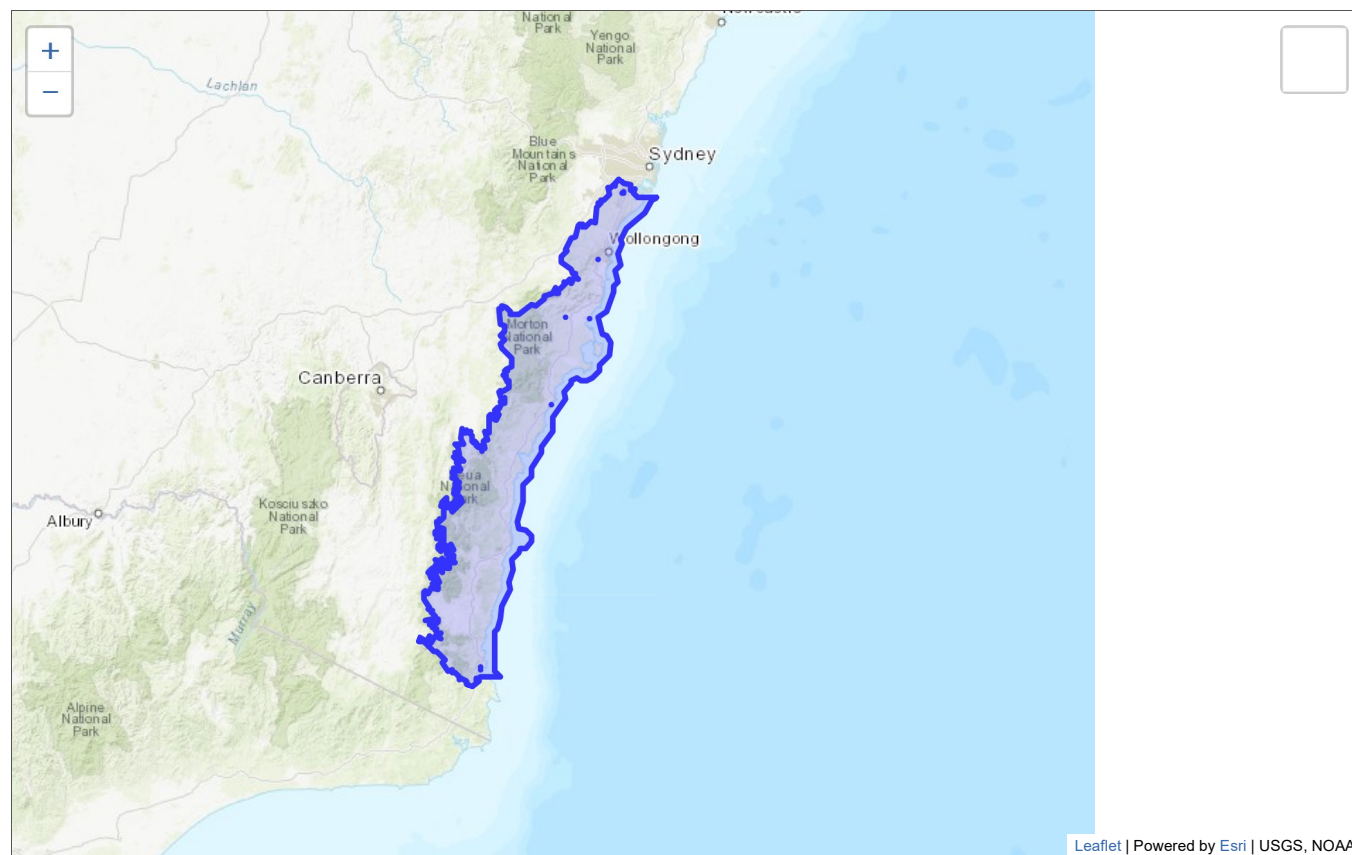 National
Park
Yengo
National
Park
+
−
Lachlan
Blue
Mountains
National
Park
Sydney
Wollongong
Morton
National
Park
Canberra
National
Albury
Kosciuszko
National
Park
Murray
Alpine
National
Park
Leaflet | Powered by Esri | USGS, NOAA